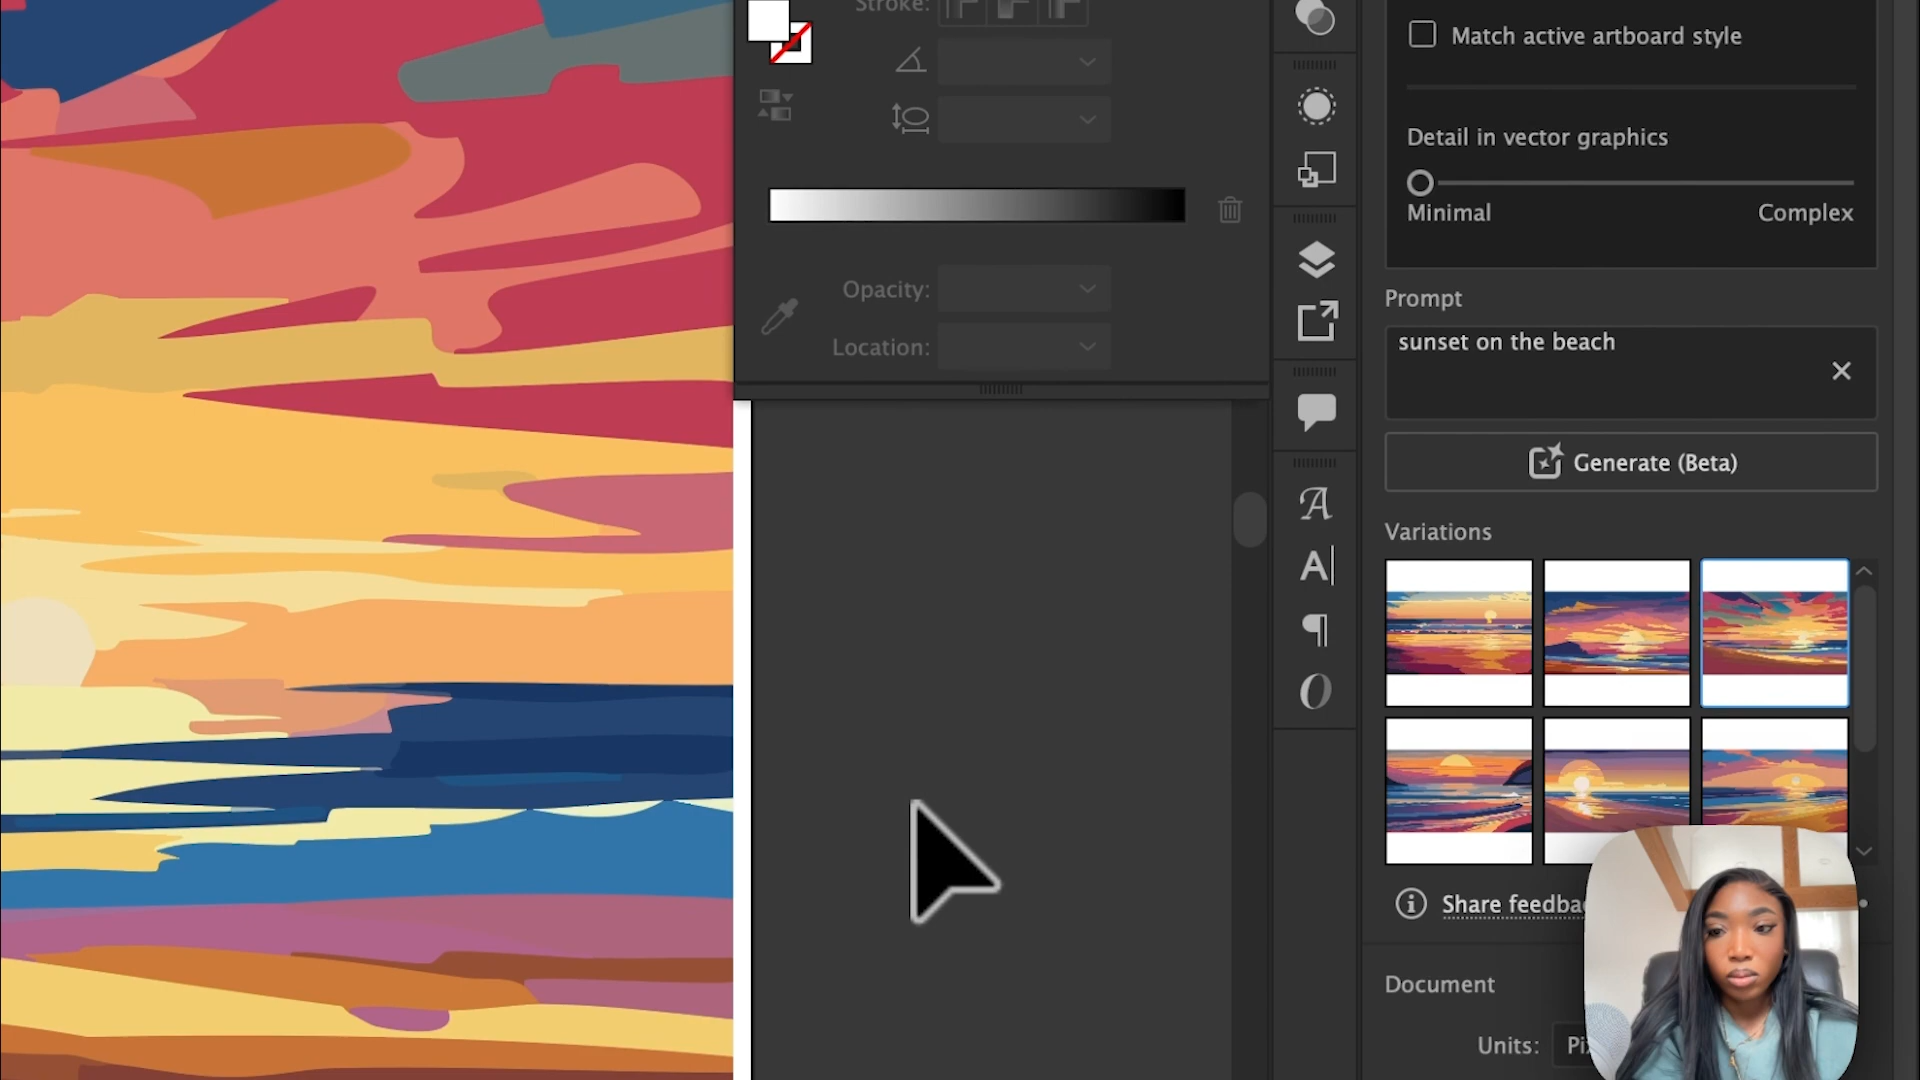 Stroke:
Opacity:
Location:
Match active artboard style
Detail in vector graphics
Minimal
Complex
Prompt
sunset on the beach
Generate (Beta)
Variations
Share feedba
Document
Units:
Pi